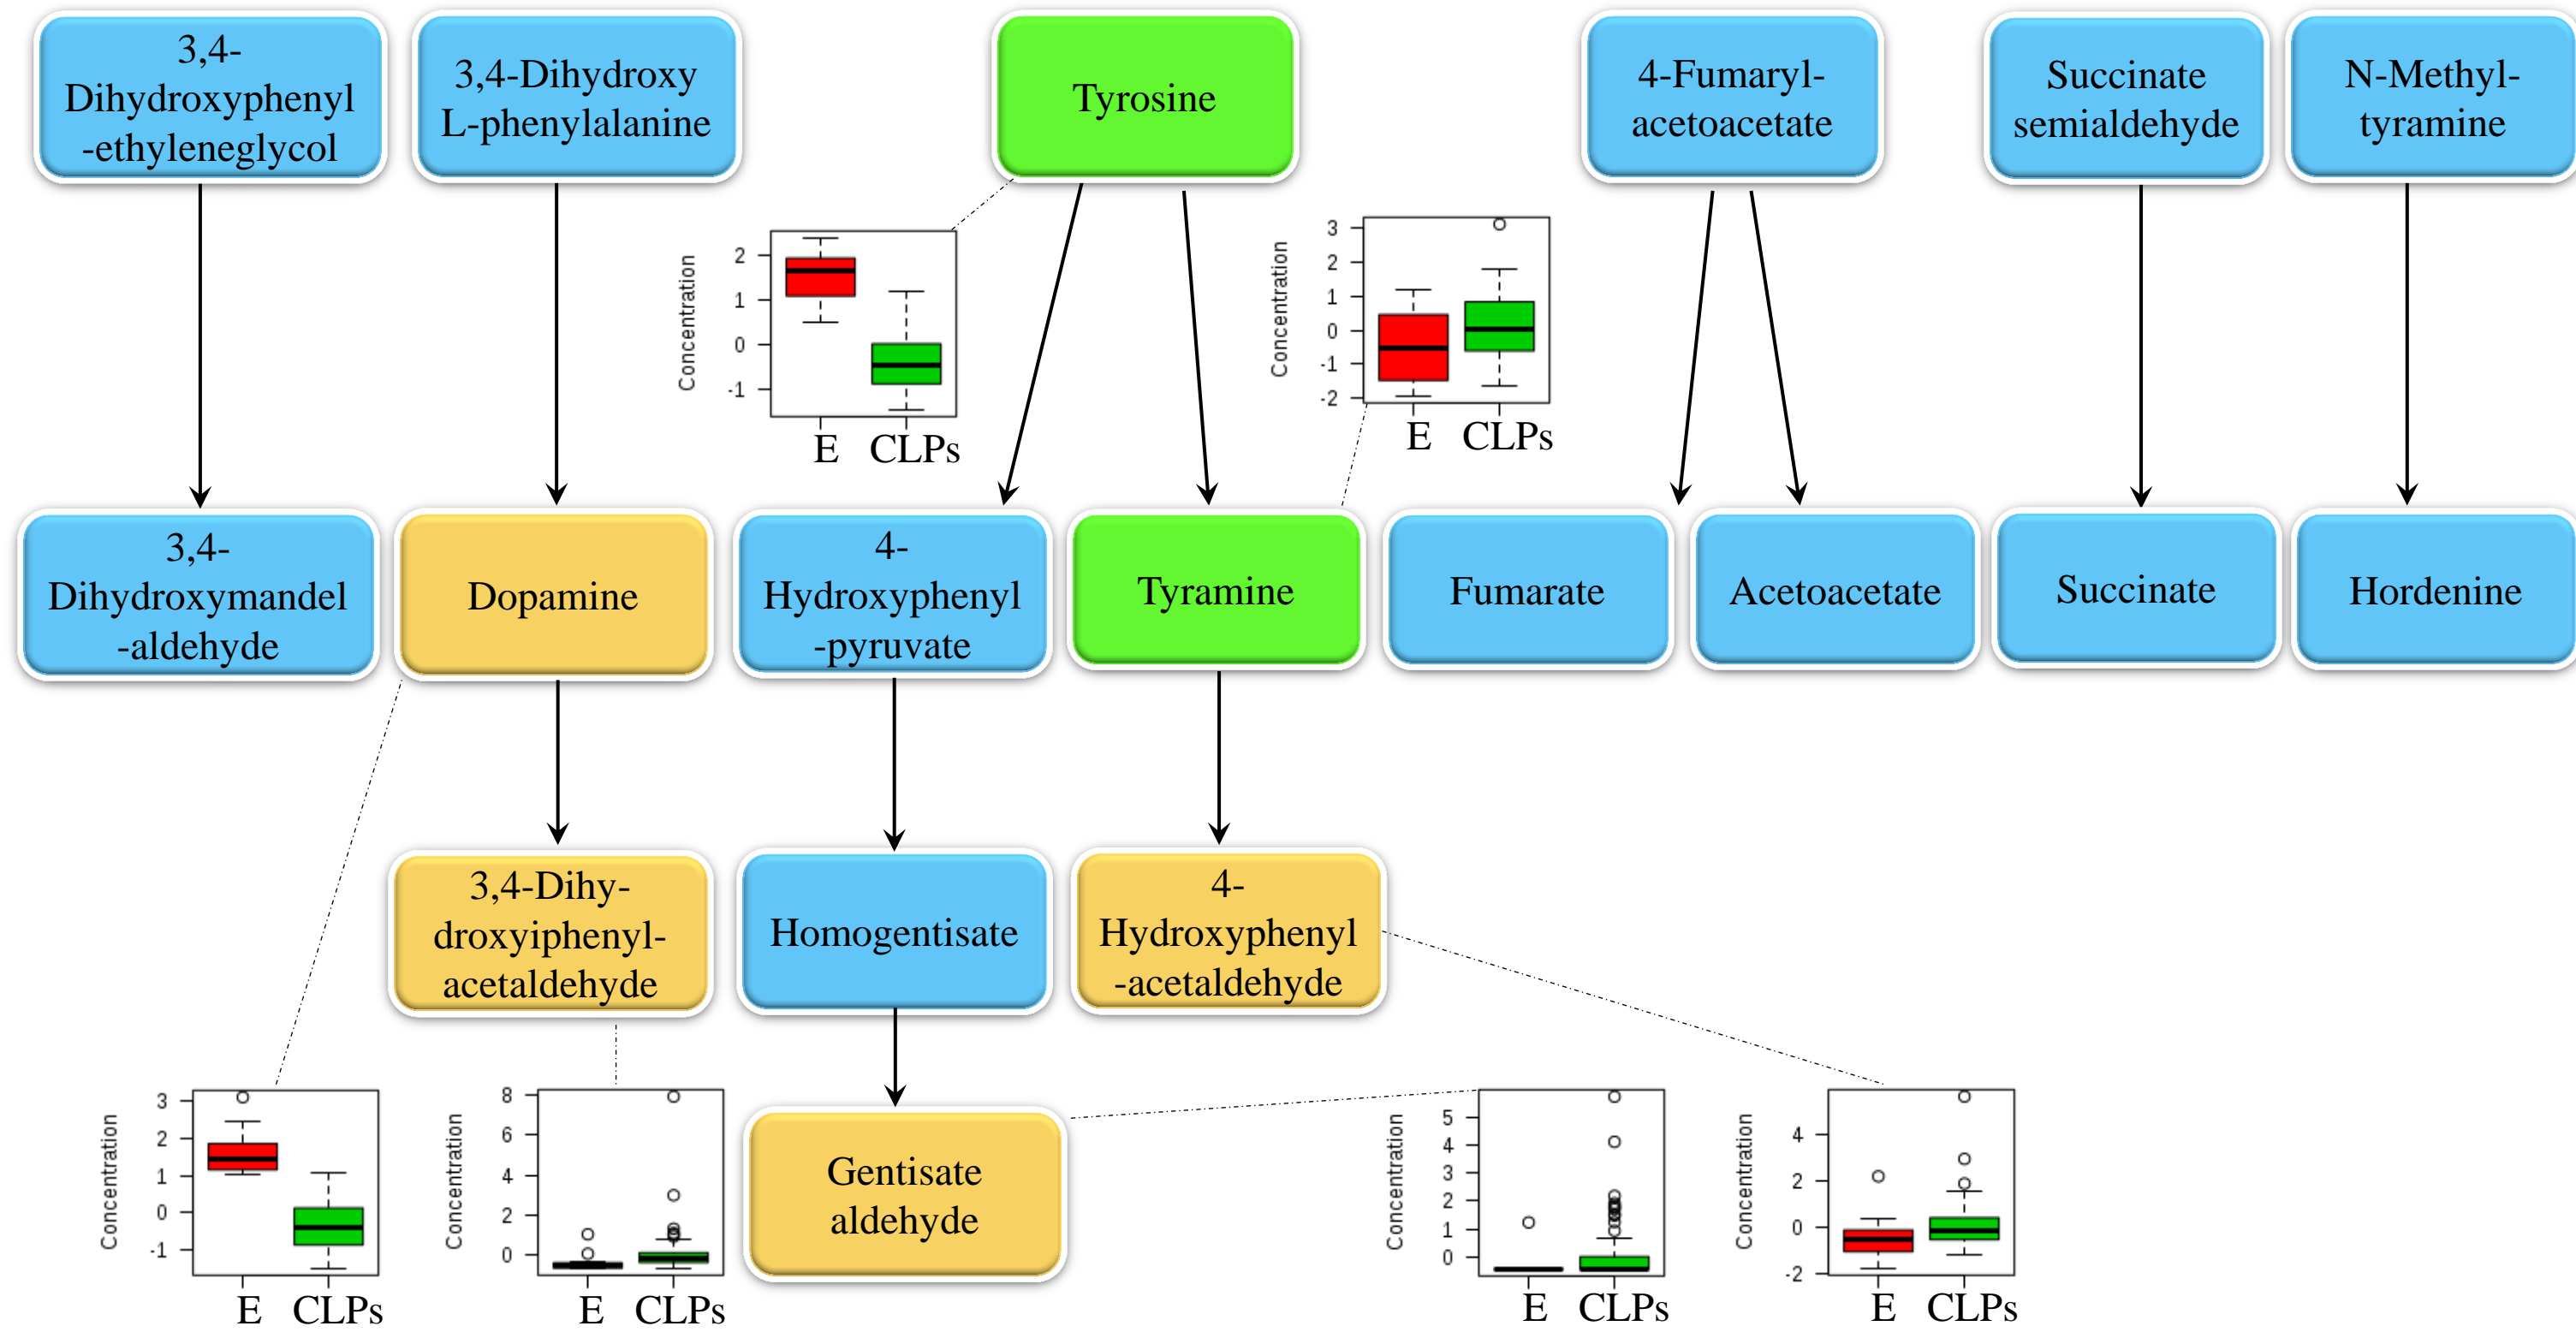 3,4-
Dihydroxyphenyl
-ethyleneglycol
3,4-Dihydroxy
L-phenylalanine
Tyrosine
4-Fumaryl-
acetoacetate
Succinate
semialdehyde
N-Methyl-
tyramine
Concentration
2
1
0
-1
E CLPs
Concentration
3
2
1
0
-1
-2
E CLPs
3,4-
Dihydroxymandel
-aldehyde
Dopamine
4-
Hydroxyphenyl
-pyruvate
Tyramine
Fumarate
Acetoacetate
Succinate
Hordenine
3,4-Dihy-
droxyiphenyl-
acetaldehyde
Homogentisate
4-
Hydroxyphenyl
-acetaldehyde
Concentration
3
2
1
0
-1
E CLPs
Concentration
8
6
4
2
0
E CLPs
Gentisate
aldehyde
Concentration
5
4
3
2
1
0
E CLPs
Concentration
4
2
0
-2
E CLPs